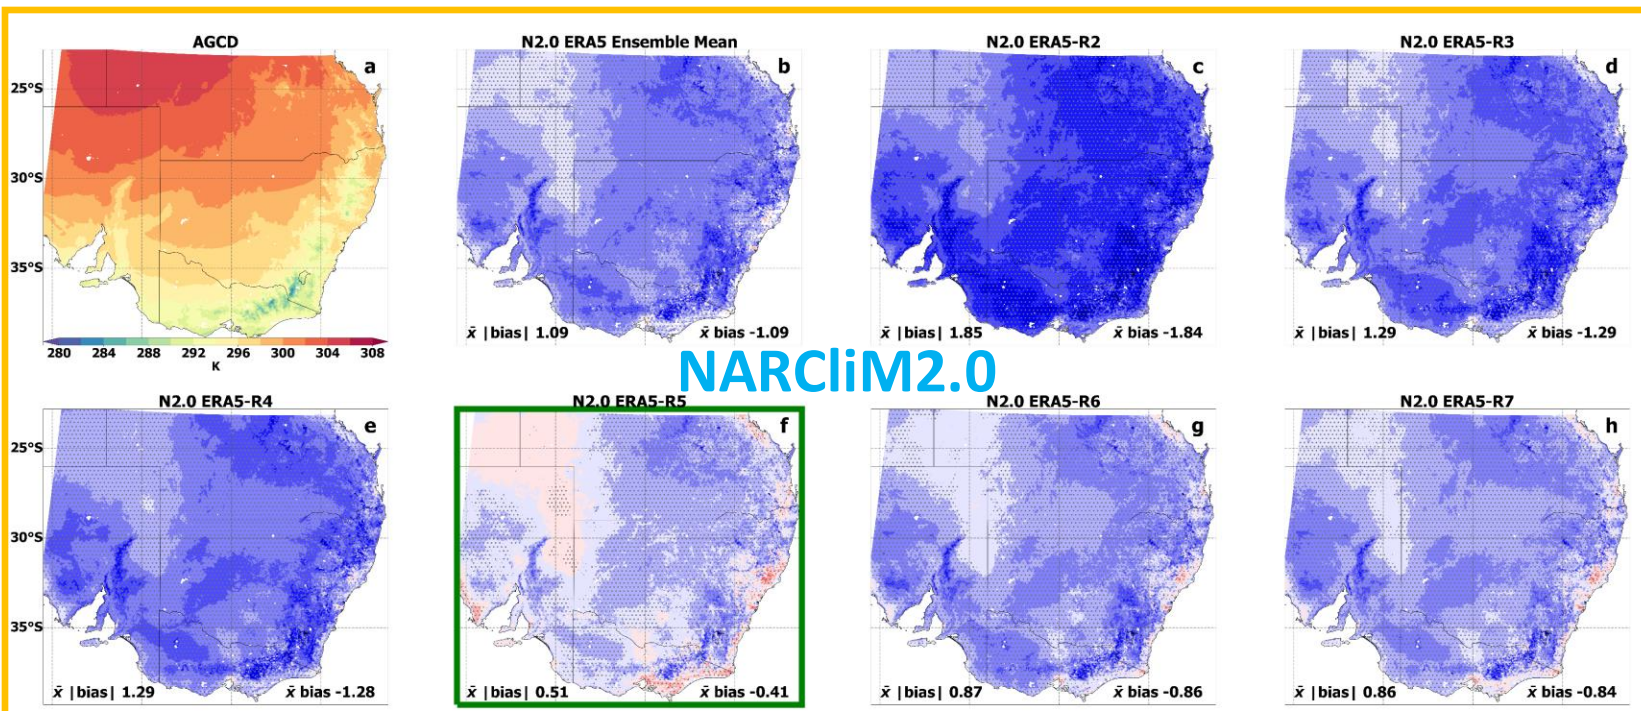 AGCD
N2.0 ERA5 Ensemble Mean
N2.0 ERA5-R2
N2.0 ERA5-R3
a
b
c
d
25°S
30°S
35°S
280 284 288 292 296 300 304 308
K
x̄ |bias| 1.09
x̄ bias -1.09
x̄ |bias| 1.85
x̄ bias -1.84
x̄ |bias| 1.29
x̄ bias -1.29
NARCliM2.0
N2.0 ERA5-R4
N2.0 ERA5-R5
N2.0 ERA5-R6
N2.0 ERA5-R7
e
f
g
h
25°S
30°S
35°S
x̄ |bias| 1.29
x̄ bias -1.28
x̄ |bias| 0.51
x̄ bias -0.41
x̄ |bias| 0.87
x̄ bias -0.86
x̄ |bias| 0.86
x̄ bias -0.84